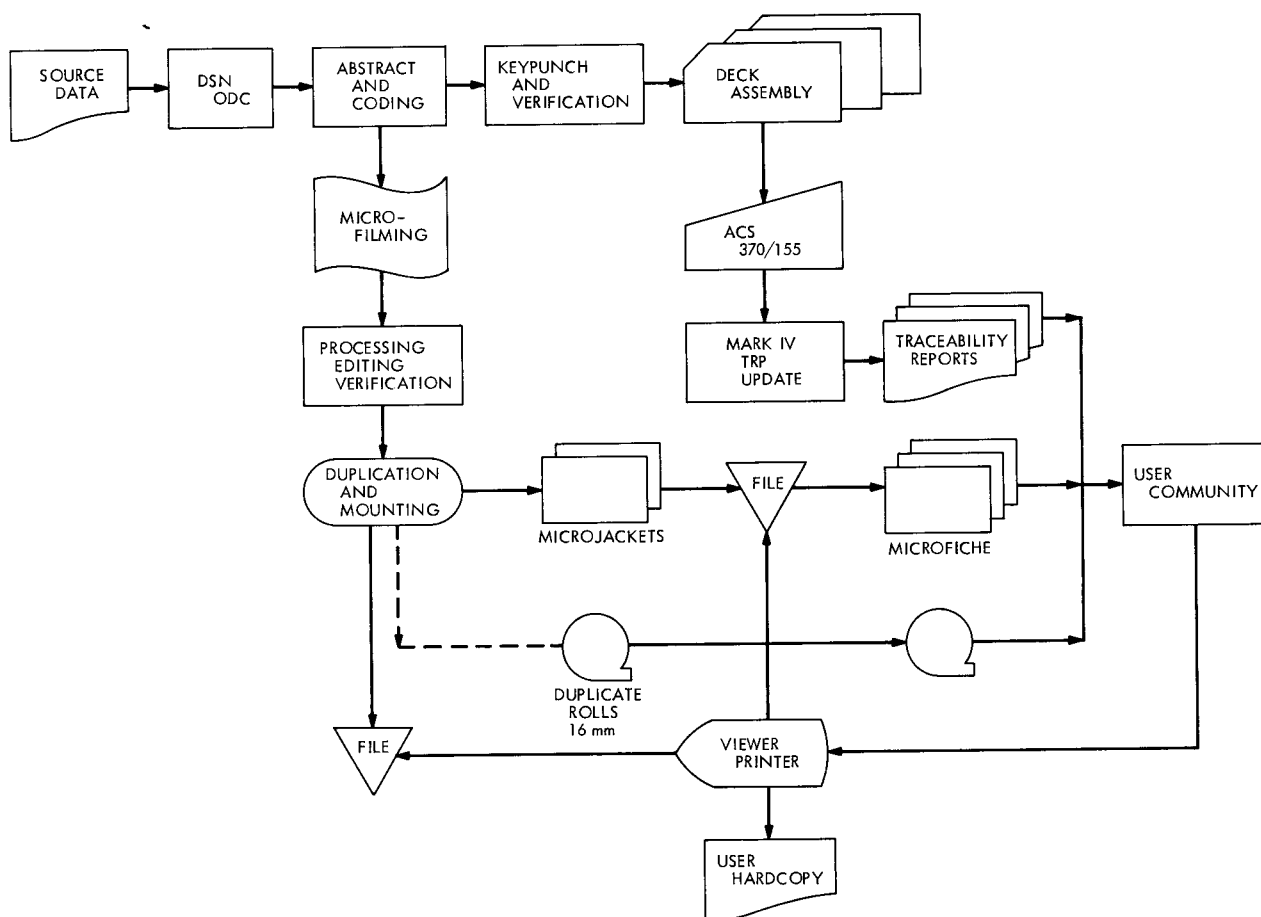 SOURCE
DATA
DSN
ODC
ABSTRACT
AND
CODING
KEYPUNCH
AND
VERIFICATION
DECK
ASSEMBLY
MICRO-
FILMING
ACS
370/155
PROCESSING
EDITING
VERIFICATION
MARK IV
TRP
UPDATE
TRACEABILITY
REPORTS
DUPLICATION
AND
MOUNTING
MICROJACKETS
FILE
MICROFICHE
USER
COMMUNITY
DUPLICATE
ROLLS
16 mm
FILE
VIEWER
PRINTER
USER
HARDCOPY